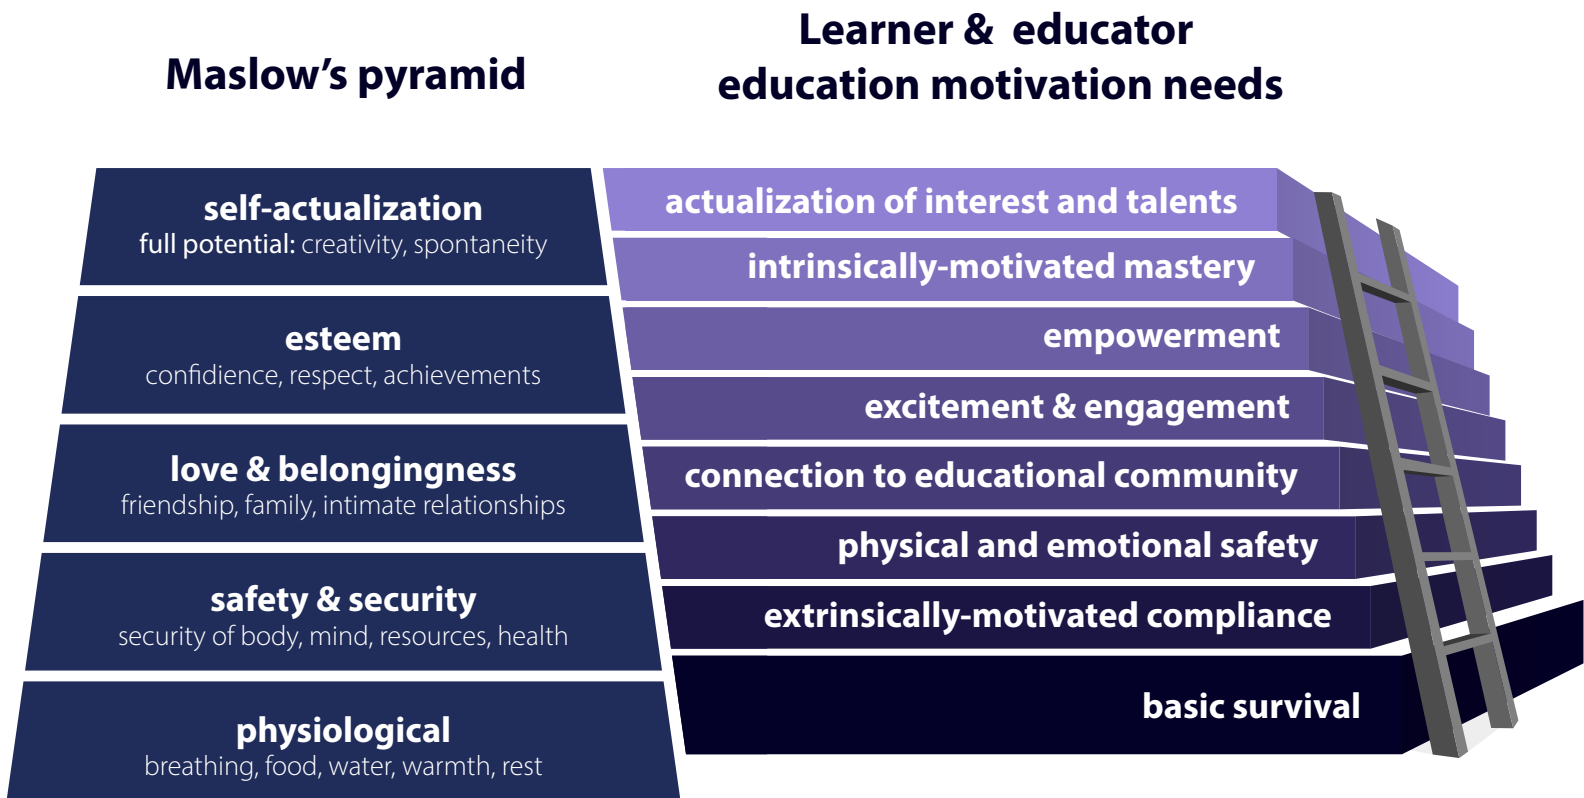 Maslow's pyramid
Learner & educator
education motivation needs
self-actualization
full potential: creativity, spontaneity
esteem
confidience, respect, achievements
love & belongingness
friendship, family, intimate relationships
safety & security
security of body, mind, resources, health
physiological
breathing, food, water, warmth, rest
actualization of interest and talents
intrinsically-motivated mastery
empowerment
excitement & engagement
connection to educational community
physical and emotional safety
extrinsically-motivated compliance
basic survival